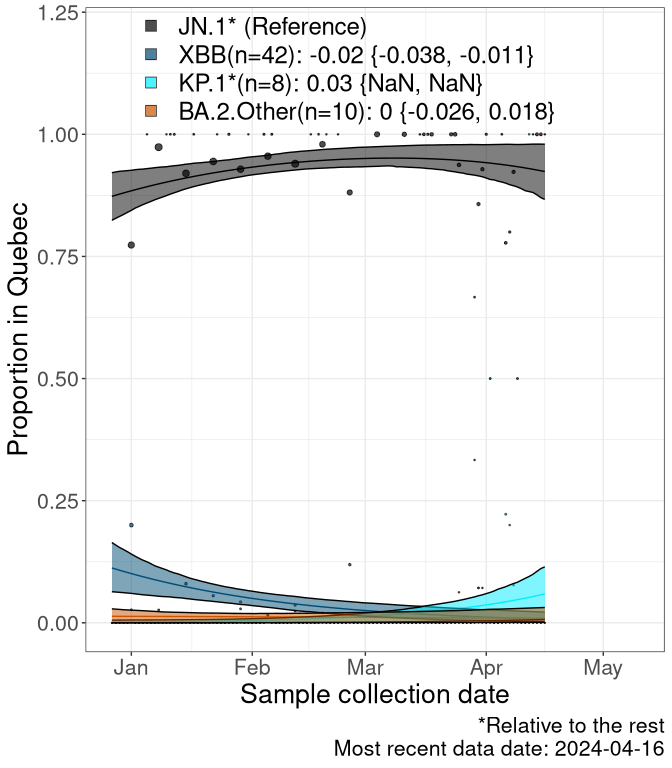 1.25
JN.1* (Reference)
XBB(n=42): -0.02 {-0.038, -0.011}
KP.1*(n=8): 0.03 {NaN, NaN}
BA.2.Other(n=10): 0 {-0.026, 0.018}
1.00
0.75
0.50
0.25
0.00
Proportion in Quebec
Jan Feb Mar Apr May
Sample collection date
*Relative to the rest
Most recent data date: 2024-04-16